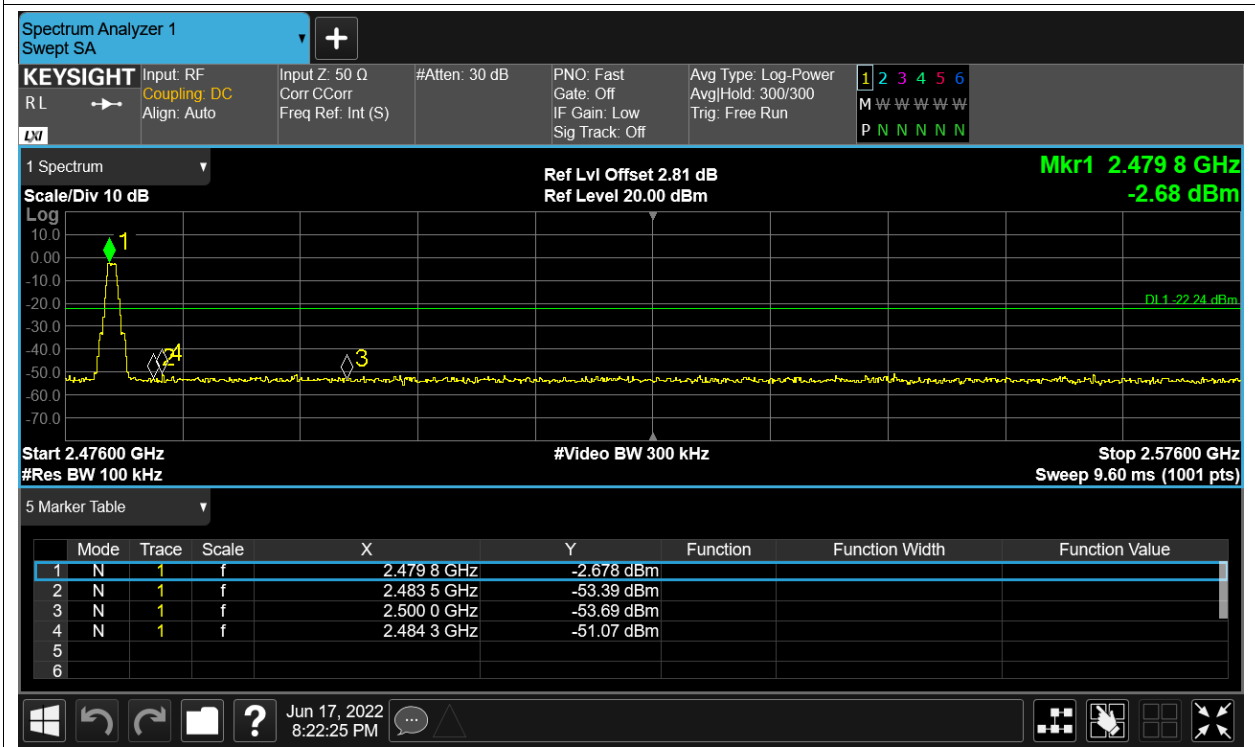 Spectrum Analyzer 1
Swept SA
KEYSIGHT Input: RF Input Z: 50 Ω #Atten: 30 dB PNO: Fast Avg Type: Log-Power 1 2 3 4 5 6
R L Coupling: DC Corr CCorr Gate: Off Avg|Hold: 300/300 M W W W W W
Align: Auto Freq Ref: Int (S) IF Gain: Low Trig: Free Run
LXI Sig Track: Off P N N N N N
1 Spectrum Ref Lvl Offset 2.81 dB Mkr1 2.479 8 GHz
Scale/Div 10 dB Ref Level 20.00 dBm -2.68 dBm
Log
10.0 1
0.00
-10.0
-20.0 DL1 -22.24 dBm
-30.0
-40.0 2 4 3
-50.0
-60.0
-70.0
Start 2.47600 GHz #Video BW 300 kHz Stop 2.57600 GHz
#Res BW 100 kHz Sweep 9.60 ms (1001 pts)
5 Marker Table
Mode Trace Scale X Y Function Function Width Function Value
1 N 1 f 2.479 8 GHz -2.678 dBm
2 N 1 f 2.483 5 GHz -53.39 dBm
3 N 1 f 2.500 0 GHz -53.69 dBm
4 N 1 f 2.484 3 GHz -51.07 dBm
5
6
? Jun 17, 2022
8:22:25 PM